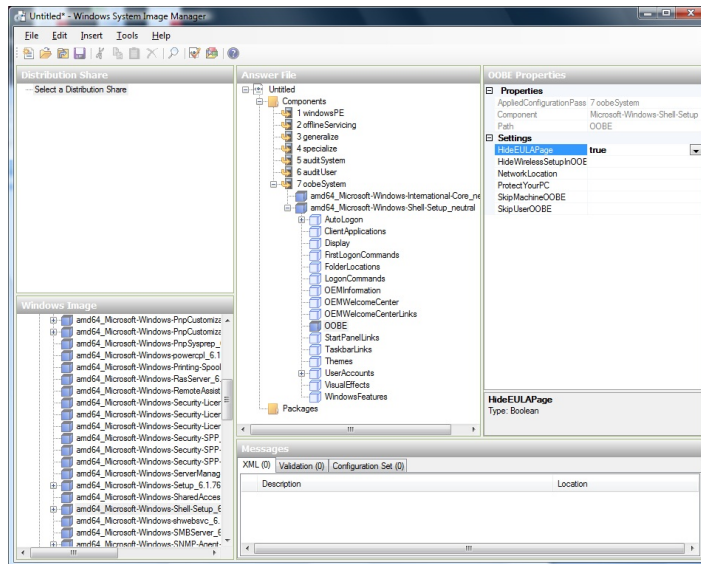 Untitled* - Windows System Image Manager
File Edit Insert Tools Help
Distribution Share
Select a Distribution Share
Windows Image
amd64_Microsoft-Windows-PnpCustomiza
amd64_Microsoft-Windows-PnpCustomiza
amd64_Microsoft-Windows-PnpSysprep_
amd64_Microsoft-Windows-powercpl_6.1
amd64_Microsoft-Windows-Printing-Spool
amd64_Microsoft-Windows-RasServer_6.
amd64_Microsoft-Windows-RemoteAssist
amd64_Microsoft-Windows-Security-Licer
amd64_Microsoft-Windows-Security-Licer
amd64_Microsoft-Windows-Security-Licer
amd64_Microsoft-Windows-Security-SPP_
amd64_Microsoft-Windows-Security-SPP-
amd64_Microsoft-Windows-Security-SPP-
amd64_Microsoft-Windows-ServerManag
amd64_Microsoft-Windows-Setup_6.1.76
amd64_Microsoft-Windows-SharedAcces
amd64_Microsoft-Windows-Shell-Setup_6
amd64_Microsoft-Windows-shwebsvc_6.
amd64_Microsoft-Windows-SMBServer_6
amd64_Microsoft-Windows-SNMP-Agent-
Answer File
Untitled
Components
1 windowsPE
2 offlineServicing
3 generalize
4 specialize
5 auditSystem
6 auditUser
7 oobeSystem
amd64_Microsoft-Windows-International-Core_ne
amd64_Microsoft-Windows-Shell-Setup_neutral
AutoLogon
ClientApplications
Display
FirstLogonCommands
FolderLocations
LogonCommands
OEMInformation
OEMWelcomeCenter
OEMWelcomeCenterLinks
OOBE
StartPanelLinks
TaskbarLinks
Themes
UserAccounts
VisualEffects
WindowsFeatures
Packages
OOBE Properties
Properties
AppliedConfigurationPass 7 oobeSystem
Component Microsoft-Windows-Shell-Setup
Path OOBE
Settings
HideEULAPage true
HideWirelessSetupInOOE
NetworkLocation
ProtectYourPC
SkipMachineOOBE
SkipUserOOBE
HideEULAPage
Type: Boolean
Messages
XML (0) Validation (0) Configuration Set (0)
Description Location